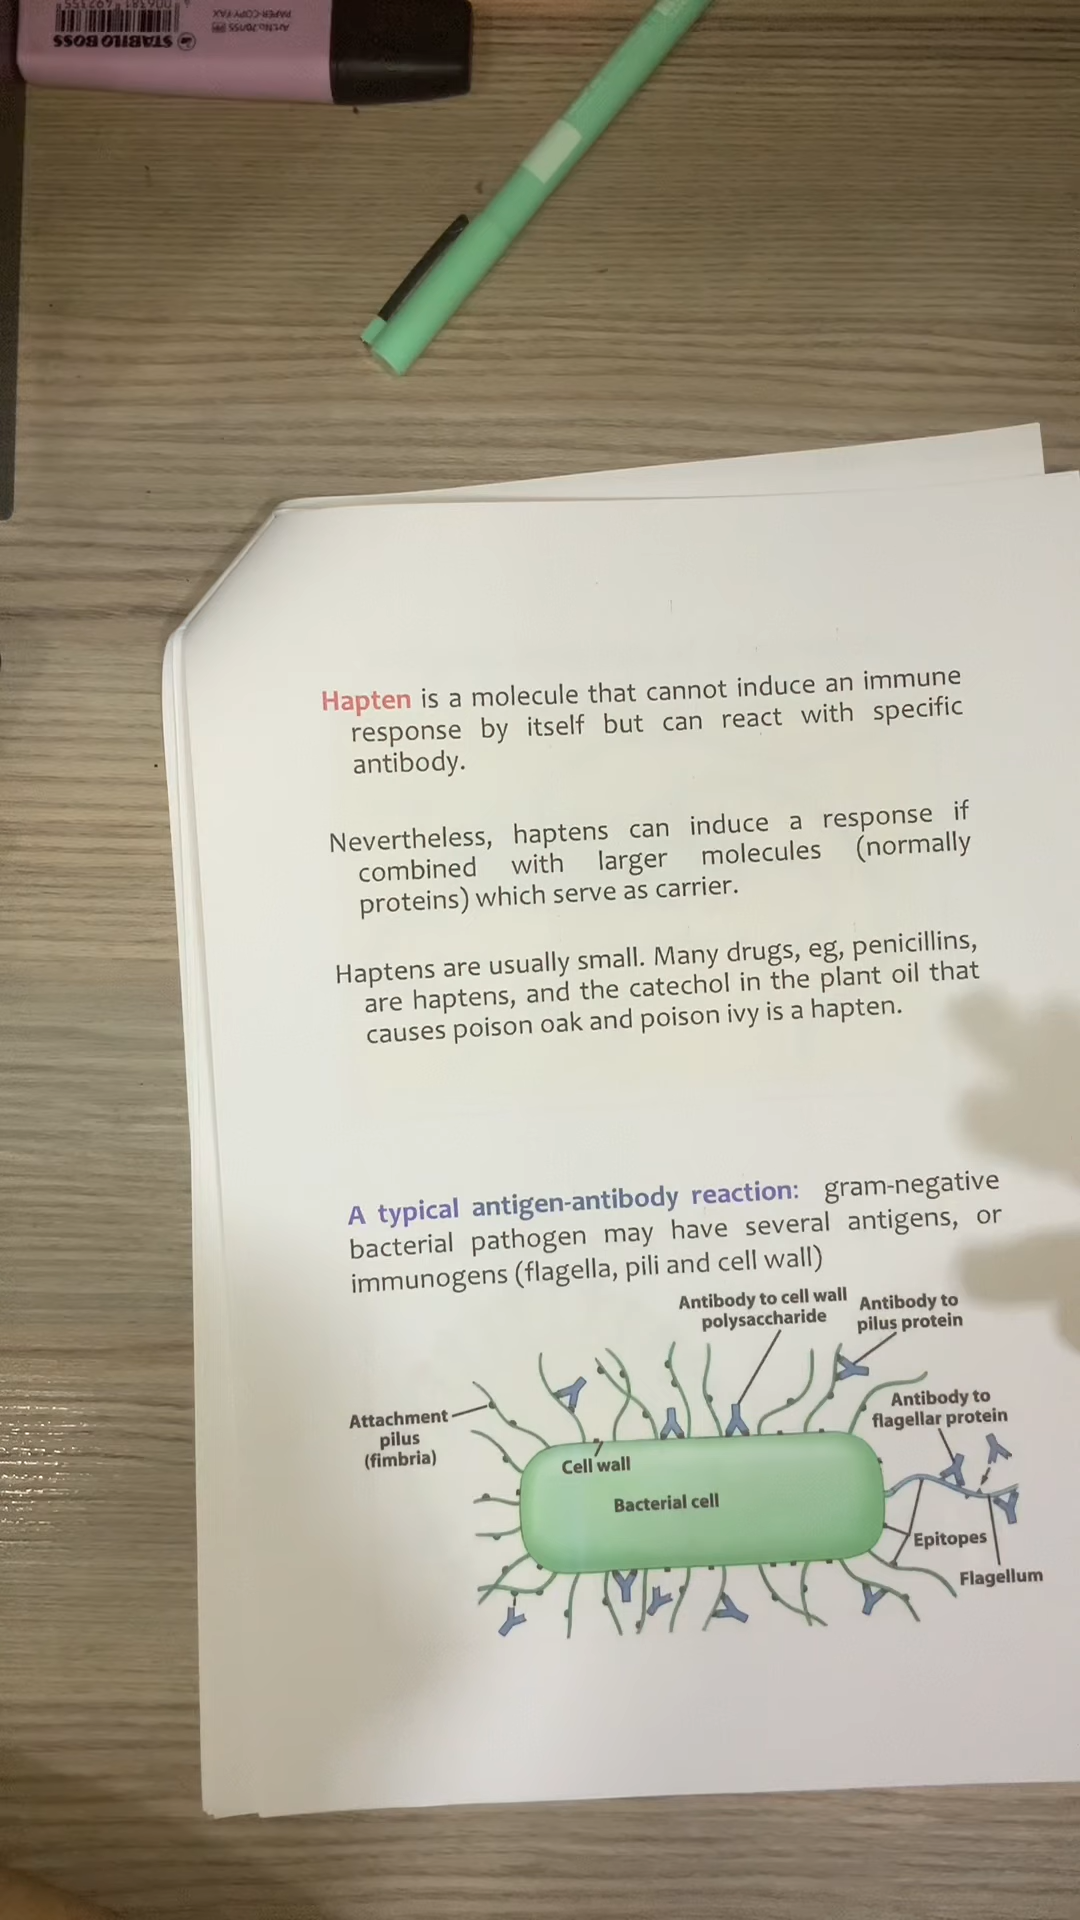 STABILO BOSS
PAPER-COPY-FAX
Hapten is a molecule that cannot induce an immune
response by itself but can react with specific
antibody.
Nevertheless, haptens can induce a response if
combined with larger molecules (normally
proteins) which serve as carrier.
Haptens are usually small. Many drugs, eg, penicillins,
are haptens, and the catechol in the plant oil that
causes poison oak and poison ivy is a hapten.
A typical antigen-antibody reaction: gram-negative
bacterial pathogen may have several antigens, or
immunogens (flagella, pili and cell wall)
Antibody to cell wall
polysaccharide
Antibody to
pilus protein
Attachment
pilus
(fimbria)
Antibody to
flagellar protein
Cell wall
Bacterial cell
Epitopes
Flagellum